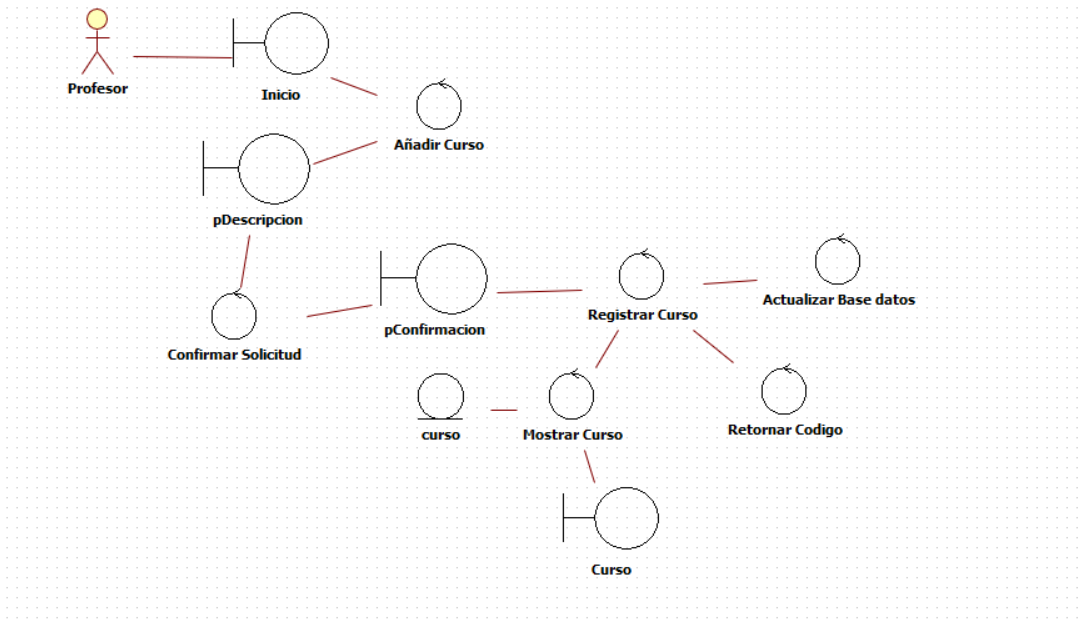 Profesor
Inicio
Añadir Curso
pDescripcion
Confirmar Solicitud
pConfirmacion
Registrar Curso
Actualizar Base datos
curso
Mostrar Curso
Retornar Codigo
Curso